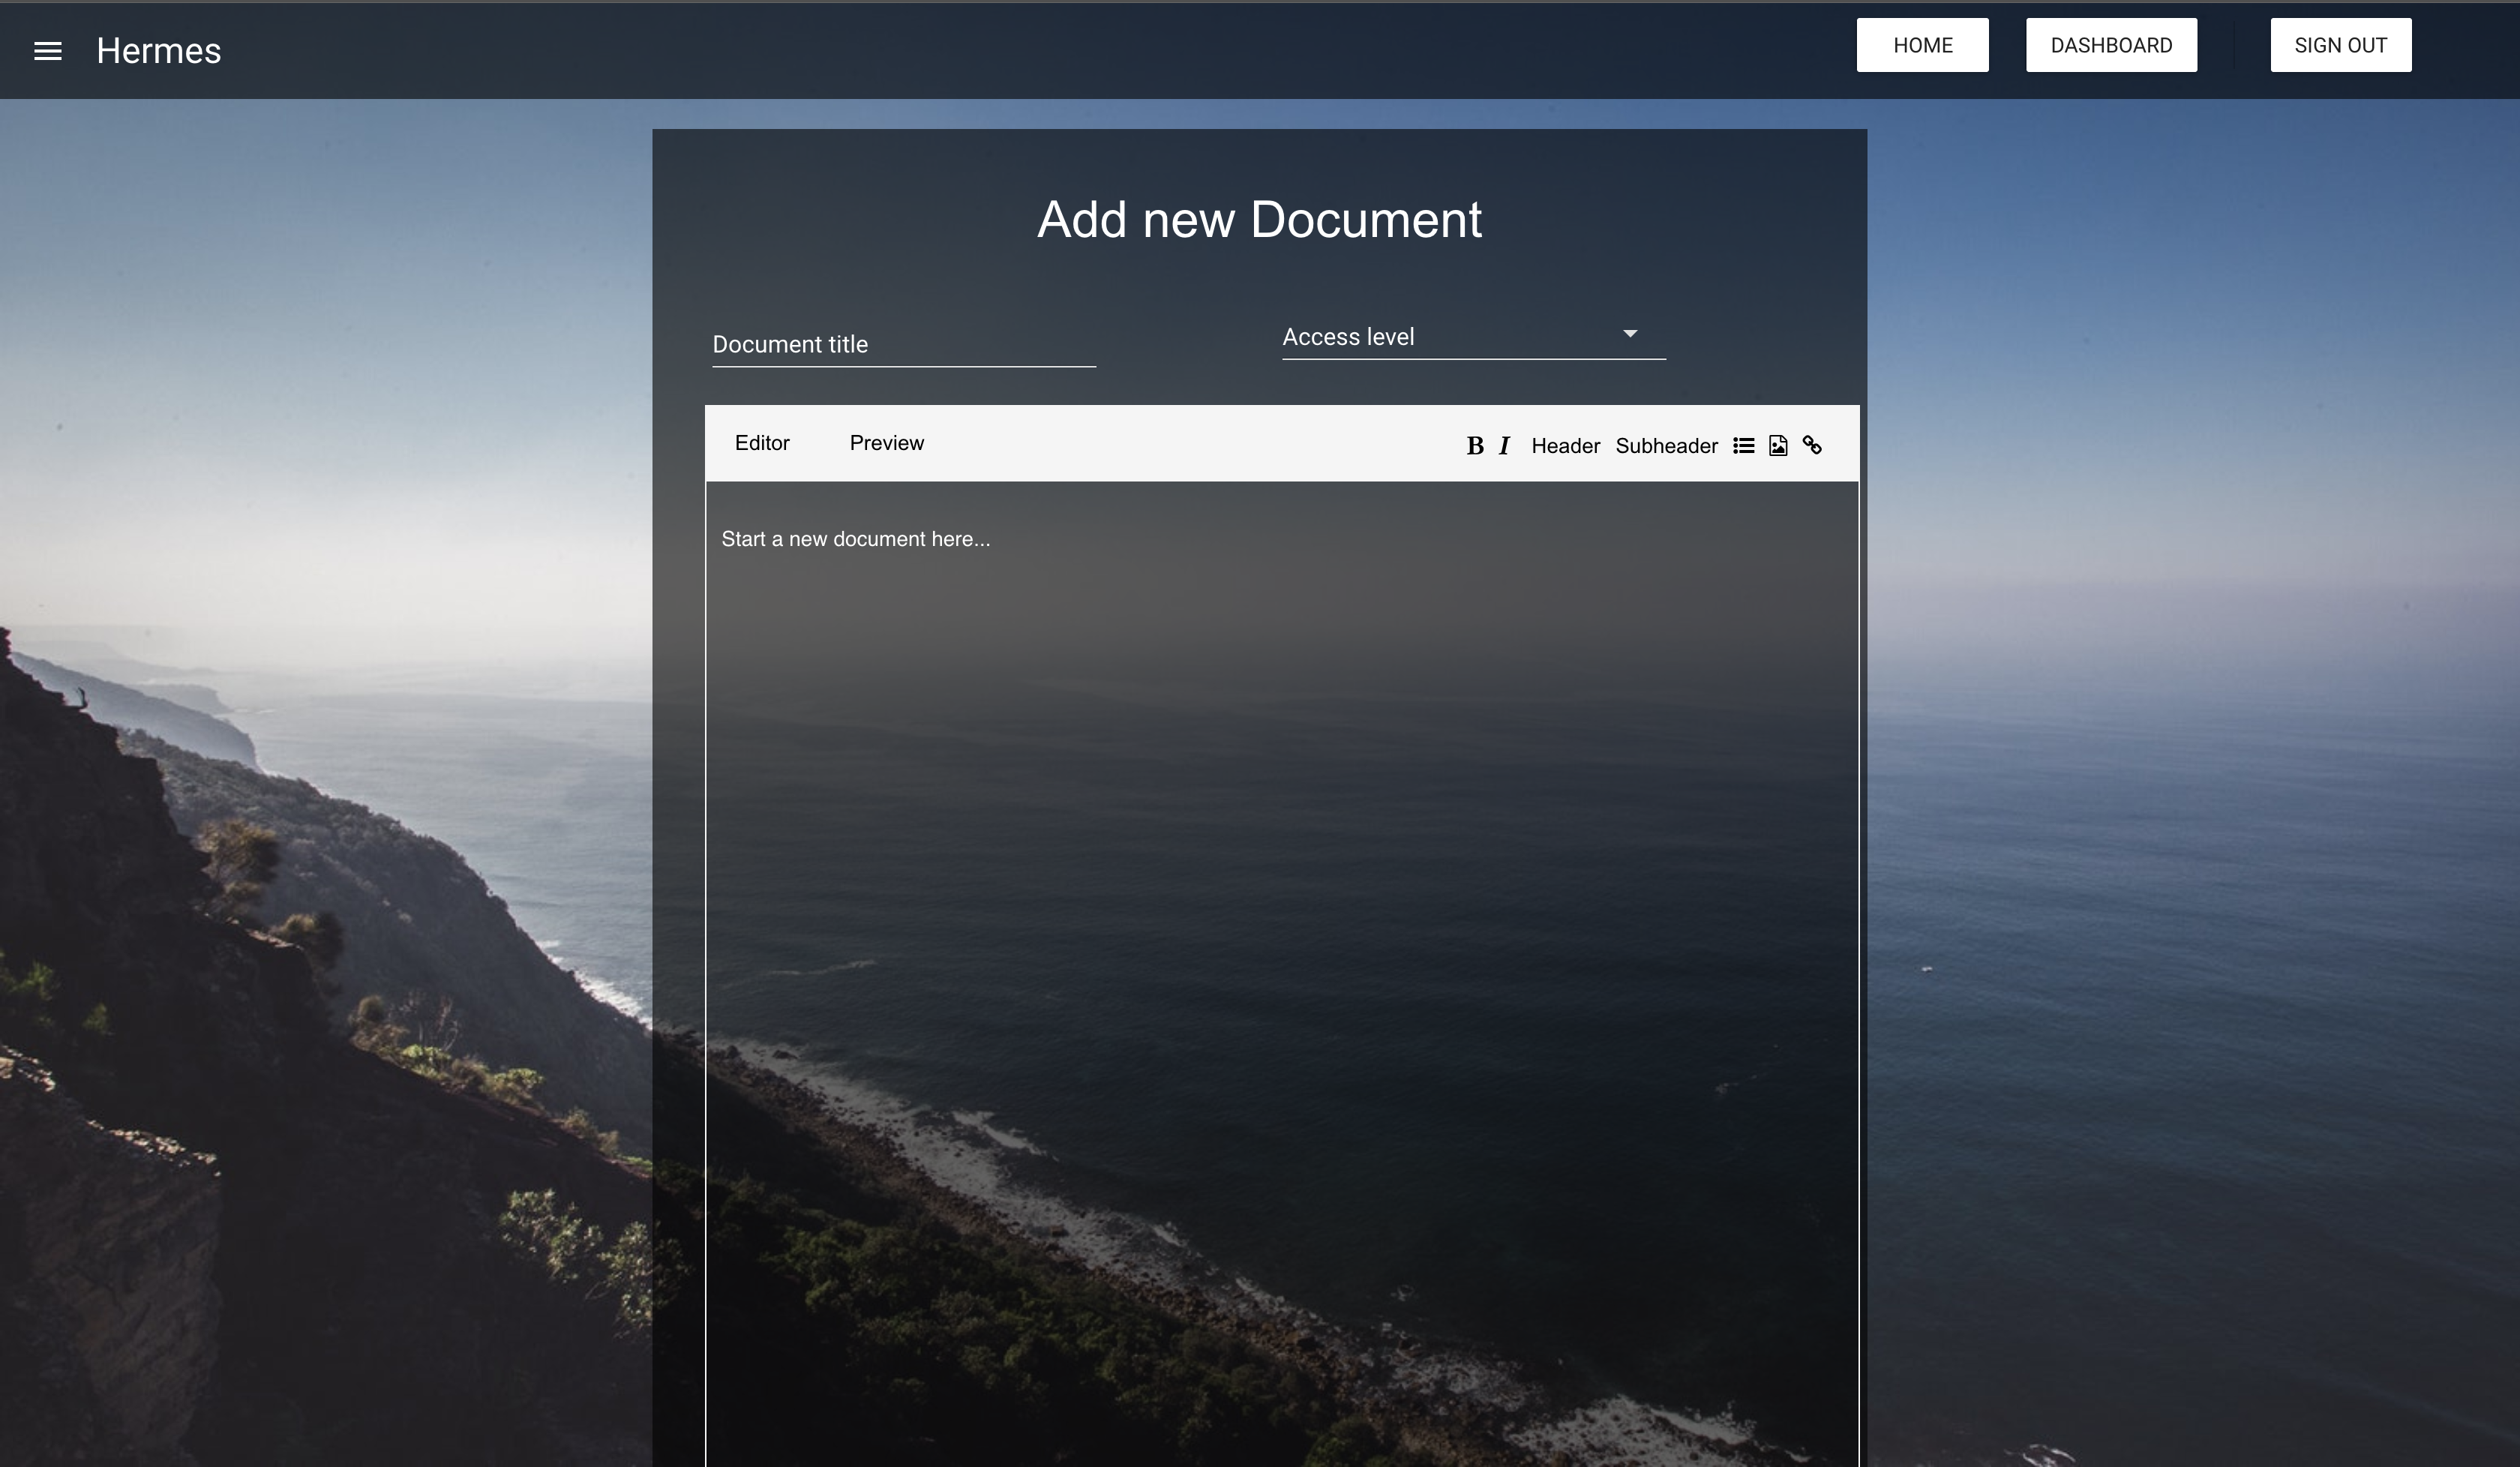 Hermes
HOME
DASHBOARD
SIGN OUT
Add new Document
Document title
Access level
Editor
Preview
B I Header Subheader
Start a new document here...